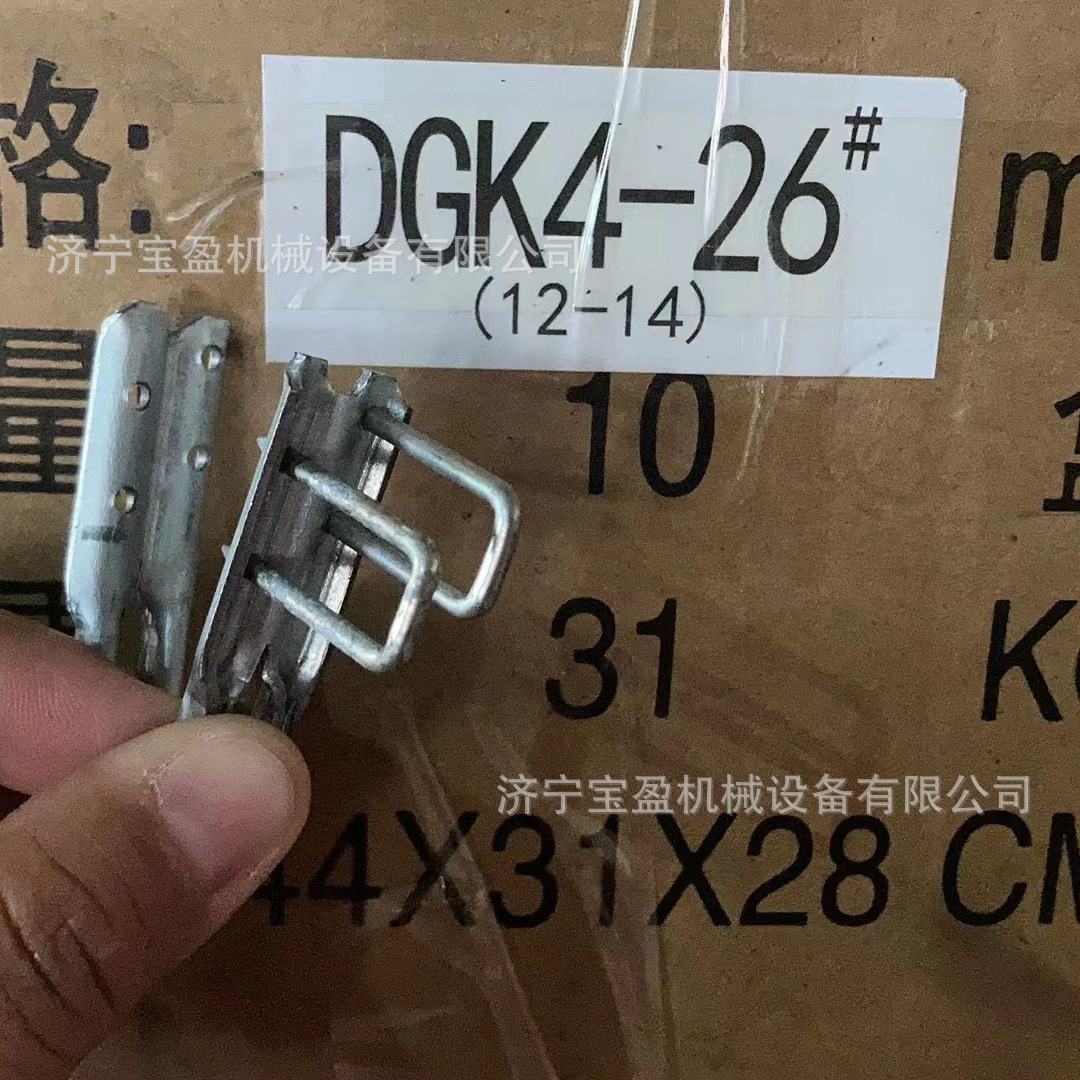 格: DGK4-26# m
(12-14)
济宁宝盈机械设备有限公司
量 10 盒
31 K
济宁宝盈机械设备有限公司
44X31X28 CM